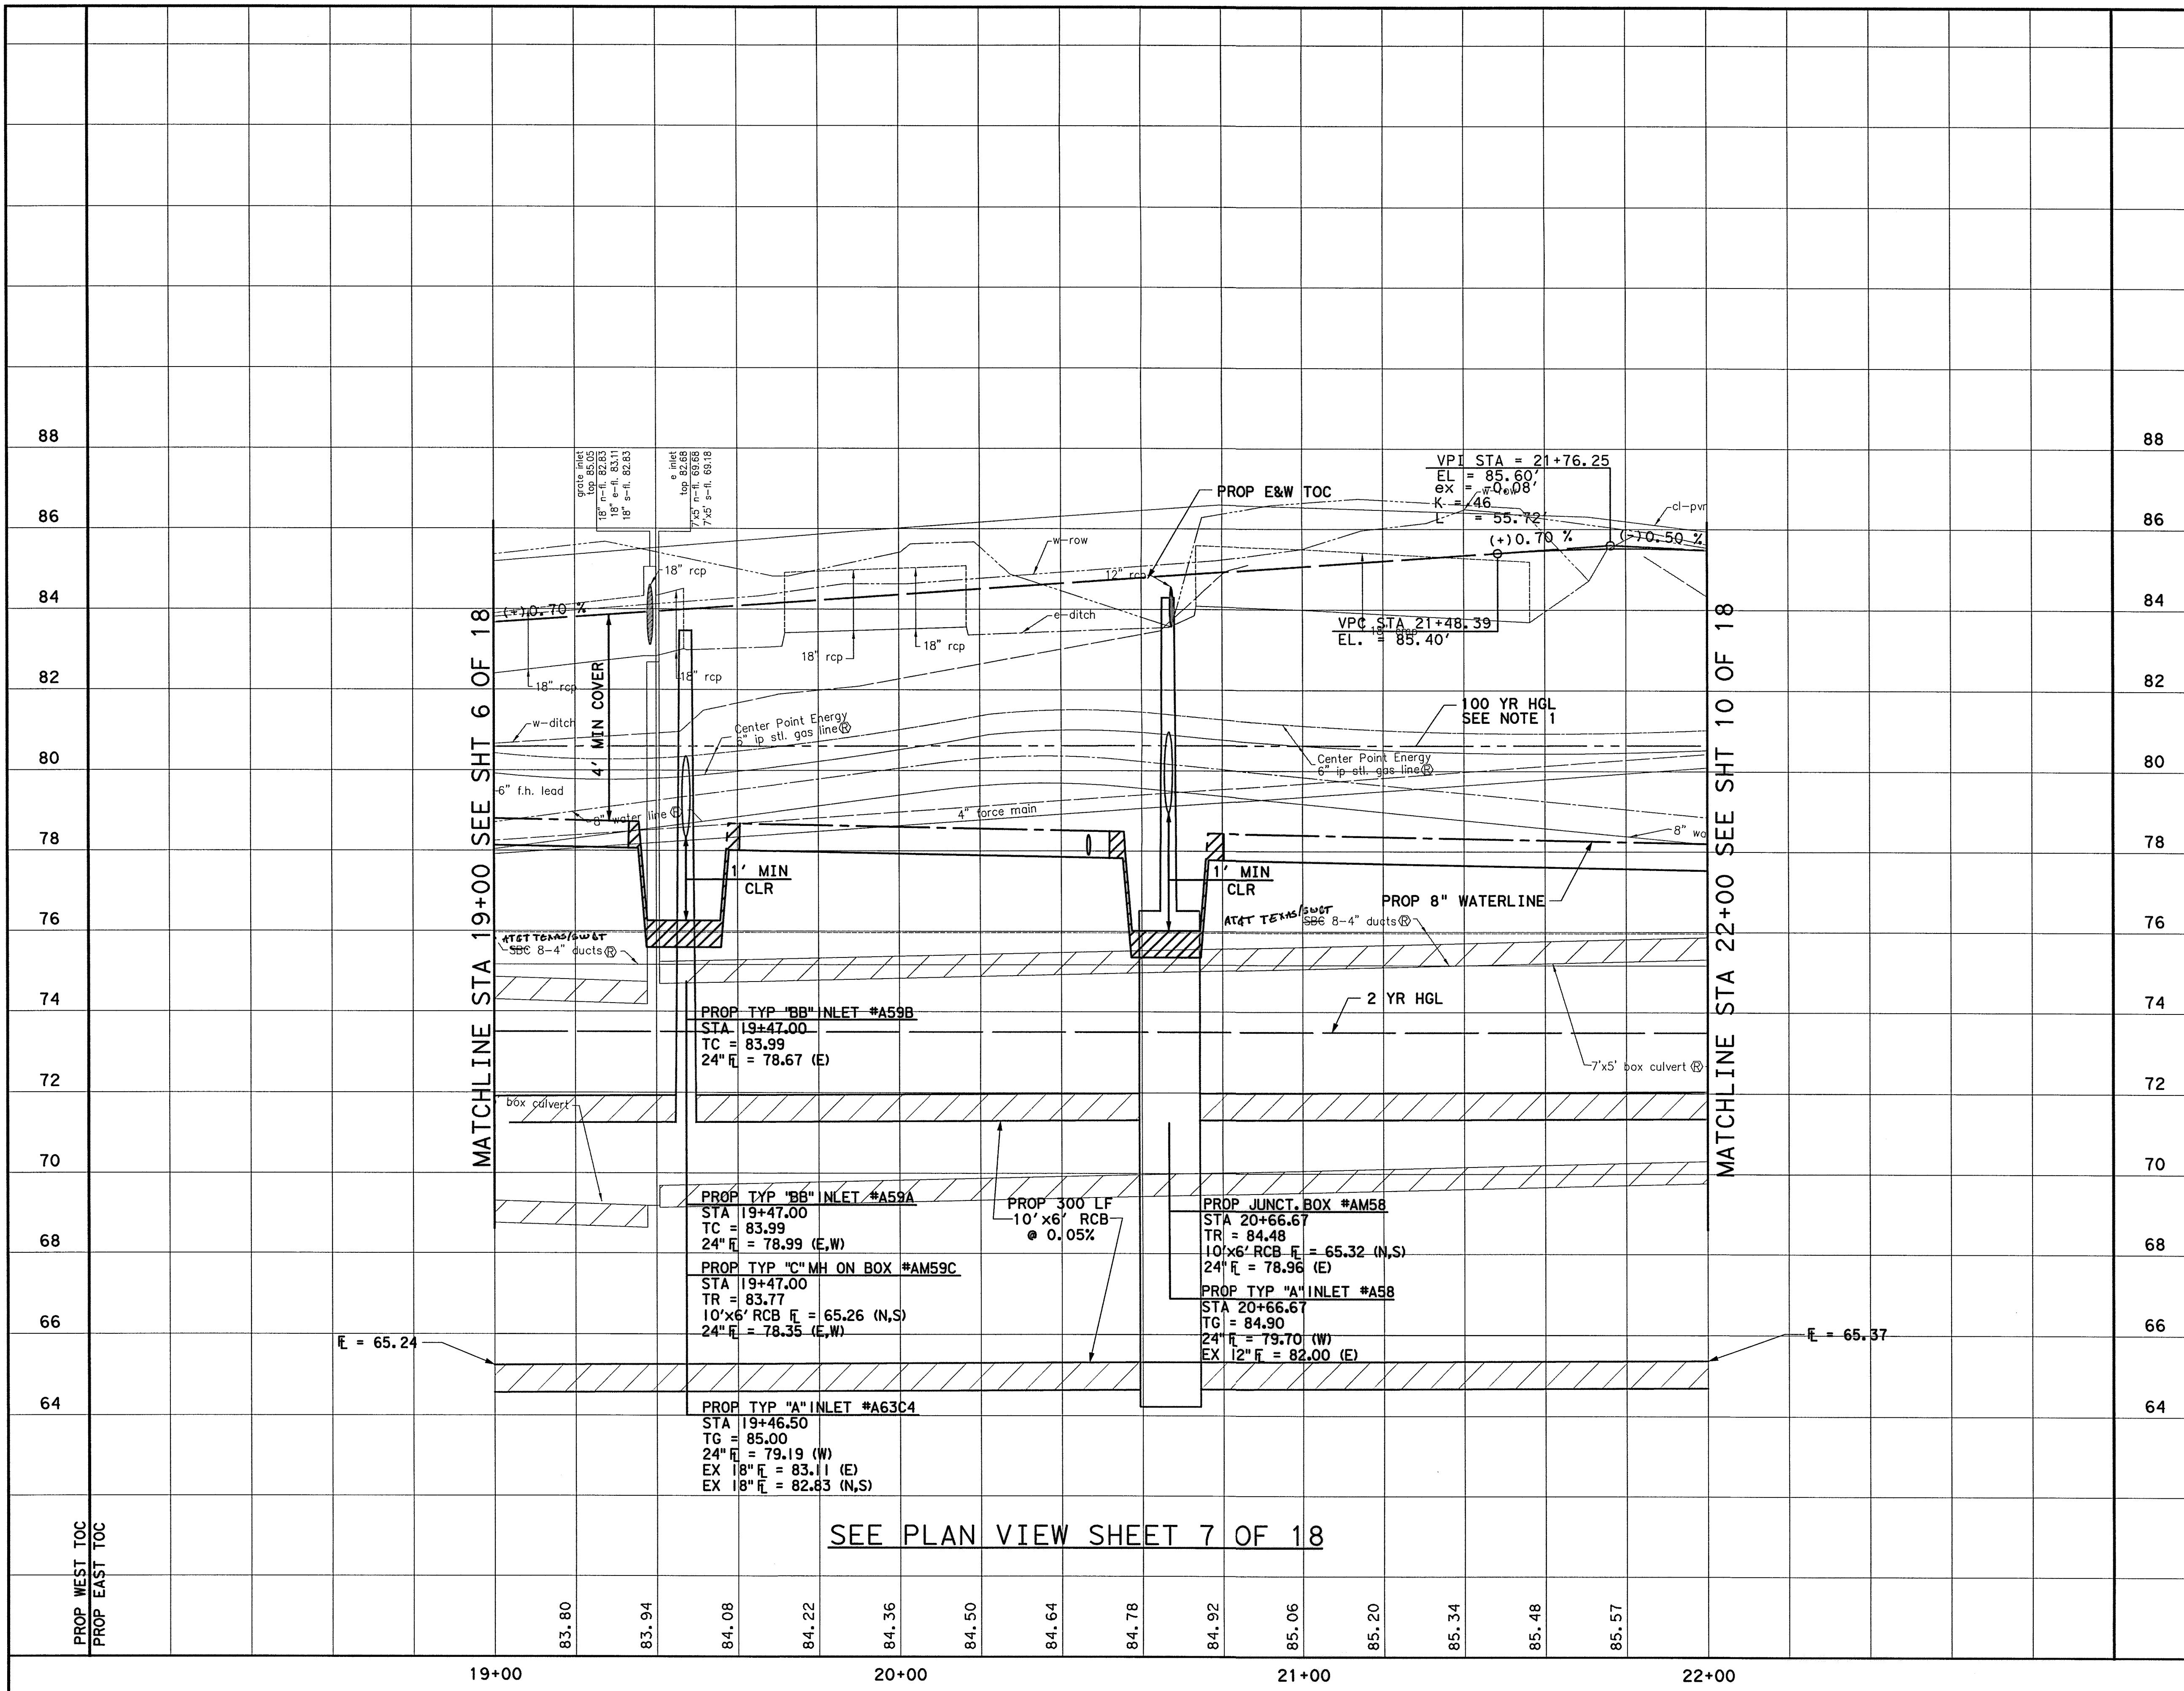 88
88
grate inlet
top 85.05
18" n-fl. 82.83
18" e-fl. 83.11
18" s-fl. 82.83
e inlet
top 82.68
7'x5' n-fl. 69.68
7'x5' s-fl. 69.18
VPI STA = 21+76.25
EL = 85.60'
ex = -0.08'
K = 46
L = 55.72'
w-row
PROP E&W TOC
cl-pvr
86
86
(+)0.70 %
(-)0.50 %
w-row
18" rcp
12" rcp
84
(+)0.70 %
84
e-ditch
VPC STA 21+48.39
EL. = 85.40'
18" rcp
18" rcp
18" rcp
18" rcp
82
82
4' MIN COVER
w-ditch
Center Point Energy
6" ip stl. gas line Ⓡ
100 YR HGL
SEE NOTE 1
80
80
Center Point Energy
6" ip stl. gas line Ⓡ
6" f.h. lead
8" water line Ⓡ
4" force main
8" wa
78
78
1' MIN
CLR
1' MIN
CLR
PROP 8" WATERLINE
76
76
AT&T TEXAS/SWBT
SBC 8-4" ducts Ⓡ
AT&T TEXAS/SWBT
SBC 8-4" ducts Ⓡ
MATCHLINE STA 19+00 SEE SHT 6 OF 18
MATCHLINE STA 22+00 SEE SHT 10 OF 18
74
74
2 YR HGL
PROP TYP "BB" INLET #A59B
STA 19+47.00
TC = 83.99
24" FL = 78.67 (E)
7'x5' box culvert Ⓡ
72
72
box culvert
70
70
PROP TYP "BB" INLET #A59A
STA 19+47.00
TC = 83.99
24" FL = 78.99 (E,W)
PROP 300 LF
10'x6' RCB
@ 0.05%
PROP JUNCT. BOX #AM58
STA 20+66.67
TR = 84.48
10'x6' RCB FL = 65.32 (N,S)
24" FL = 78.96 (E)
68
68
PROP TYP "C" MH ON BOX #AM59C
STA 19+47.00
TR = 83.77
10'x6' RCB FL = 65.26 (N,S)
24" FL = 78.35 (E,W)
PROP TYP "A" INLET #A58
STA 20+66.67
TG = 84.90
24" FL = 79.70 (W)
EX 12" FL = 82.00 (E)
66
66
FL = 65.24
FL = 65.37
64
64
PROP TYP "A" INLET #A63C4
STA 19+46.50
TG = 85.00
24" FL = 79.19 (W)
EX 18" FL = 83.11 (E)
EX 18" FL = 82.83 (N,S)
SEE PLAN VIEW SHEET 7 OF 18
PROP WEST TOC
PROP EAST TOC
83.80
83.94
84.08
84.22
84.36
84.50
84.64
84.78
84.92
85.06
85.20
85.34
85.48
85.57
19+00
20+00
21+00
22+00